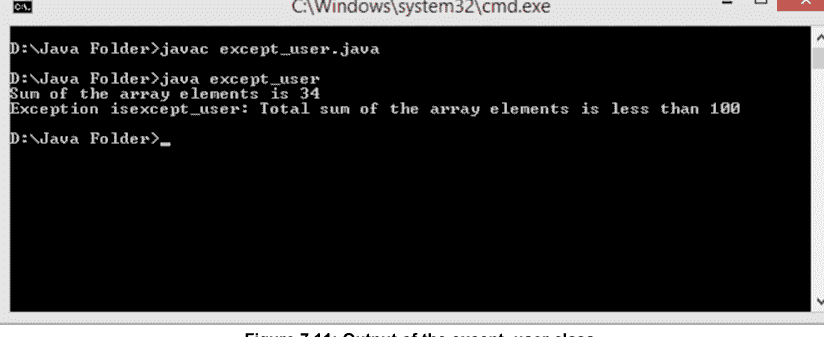 C:\Windows\system32\cmd.exe
D:\Java Folder>javac except_user.java
D:\Java Folder>java except_user
Sum of the array elements is 34
Exception isexcept_user: Total sum of the array elements is less than 100
D:\Java Folder>_
Figure 7.11: Output of the except_user class